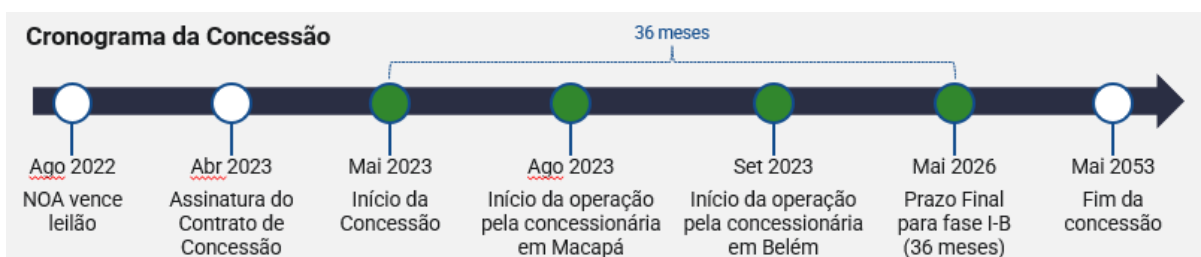 Cronograma da Concessão
36 meses
Ago 2022
NOA vence
leilão
Abr 2023
Assinatura do
Contrato de
Concessão
Mai 2023
Início da
Concessão
Ago 2023
Início da operação
pela concessionária
em Macapá
Set 2023
Início da operação
pela concessionária
em Belém
Mai 2026
Prazo Final
para fase I-B
(36 meses)
Mai 2053
Fim da
concessão